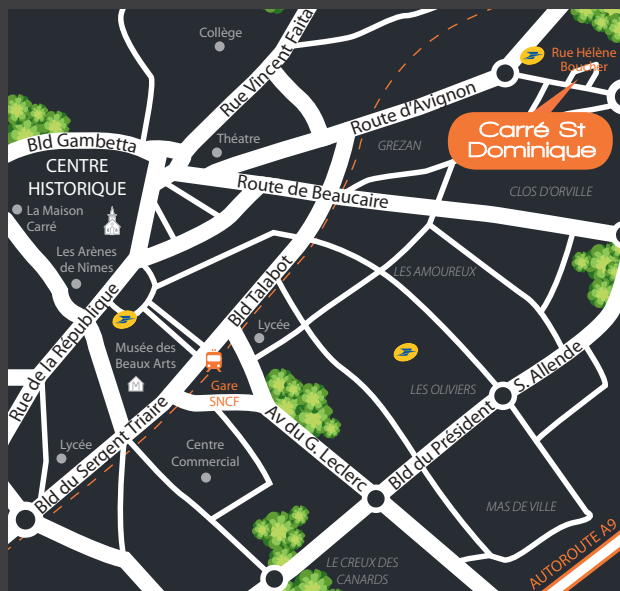 Collège
Rue Vincent Faita
Rue Hélène
Boucher
Route d'Avignon
Carré St
Dominique
Bld Gambetta
Théatre
GREZAN
CENTRE
HISTORIQUE
Route de Beaucaire
CLOS D'ORVILLE
La Maison
Carré
Les Arènes
de Nîmes
LES AMOUREUX
Rue de la République
Bld Talabot
Lycée
Musée des
Beaux Arts
Gare
SNCF
LES OLIVIERS
S. Allende
Bld du Président
Av du G. Leclerc
Bld du Sergent Triaire
Lycée
Centre
Commercial
MAS DE VILLE
AUTOROUTE A9
LE CREUX DES
CANARDS